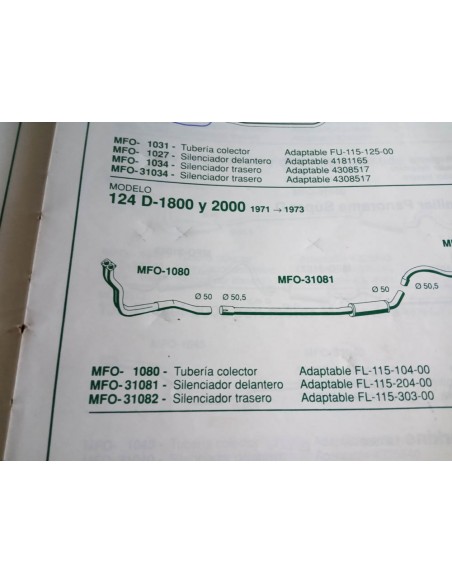 MFO- 1031 - Tubería colector Adaptable FU-115-125-00
MFO- 1027 - Silenciador delantero Adaptable 4181165
MFO- 1034 - Silenciador trasero Adaptable 4308517
MFO-31034 - Silenciador trasero Adaptable 4308517
MODELO
124 D-1800 y 2000 1971 → 1973
MFO-1080
MFO-31081
Ø 50 Ø 50,5
Ø 50 Ø 50,5
MFO- 1080 - Tubería colector Adaptable FL-115-104-00
MFO-31081 - Silenciador delantero Adaptable FL-115-204-00
MFO-31082 - Silenciador trasero Adaptable FL-115-303-00